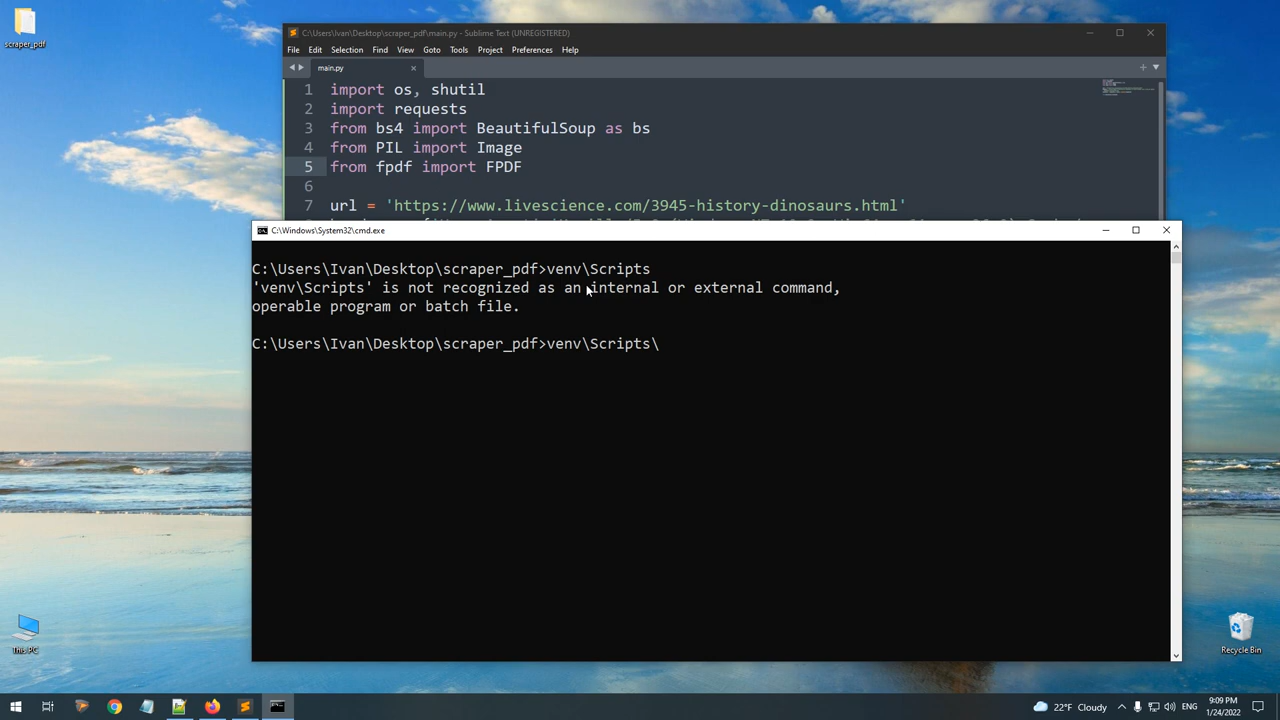 scraper_pdf
C:\Users\Ivan\Desktop\scraper_pdf\main.py - Sublime Text (UNREGISTERED)
File Edit Selection Find View Goto Tools Project Preferences Help
main.py
1 import os, shutil
2 import requests
3 from bs4 import BeautifulSoup as bs
4 from PIL import Image
5 from fpdf import FPDF
6
7 url = 'https://www.livescience.com/3945-history-dinosaurs.html'
C:\Windows\System32\cmd.exe
C:\Users\Ivan\Desktop\scraper_pdf>venv\Scripts
'venv\Scripts' is not recognized as an internal or external command,
operable program or batch file.
C:\Users\Ivan\Desktop\scraper_pdf>venv\Scripts\
This PC
Recycle Bin
22°F Cloudy
ENG
9:09 PM
1/24/2022